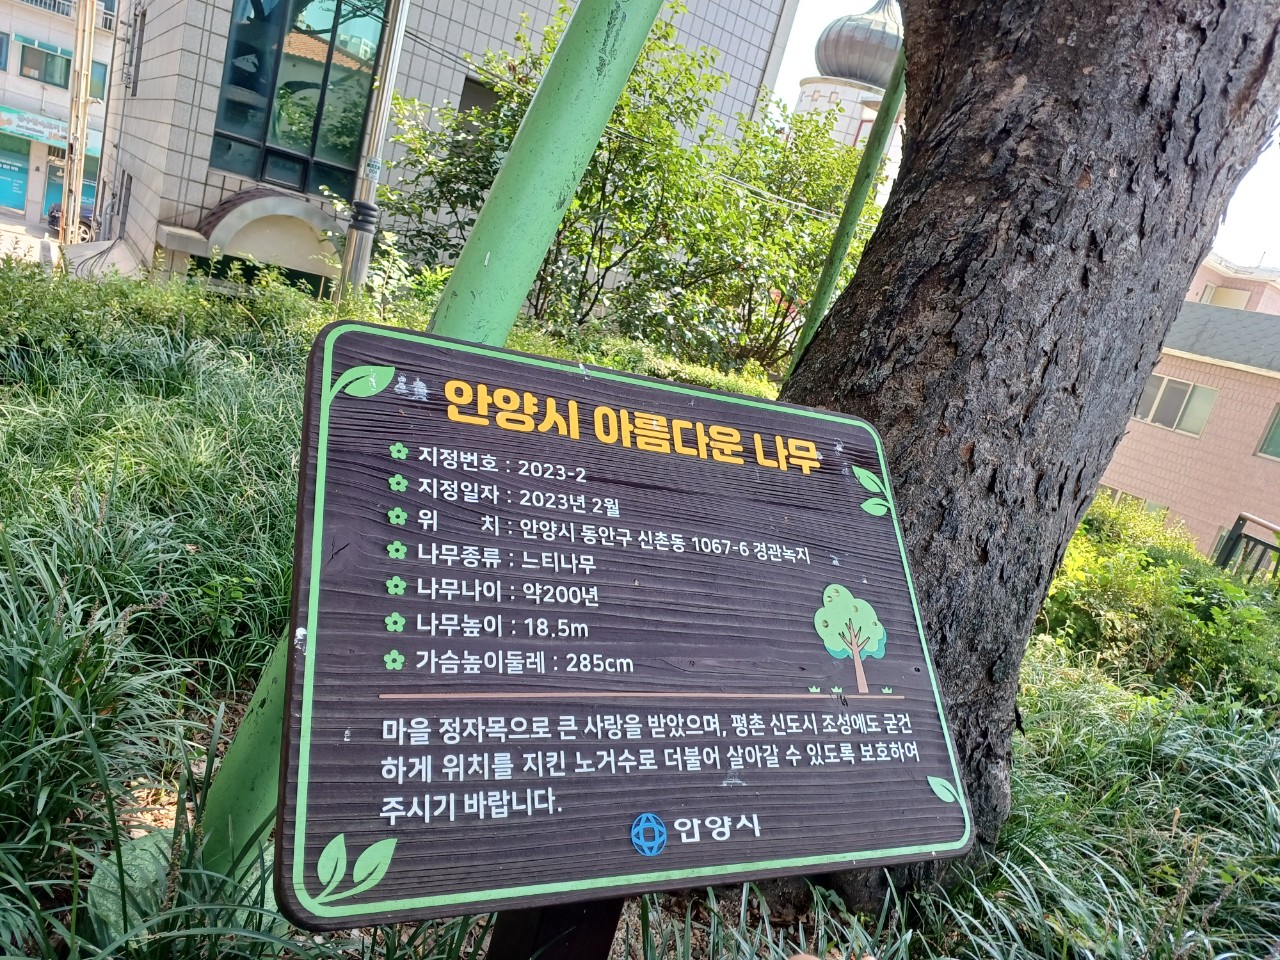 안양시 아름다운 나무
지정번호 : 2023-2
지정일자 : 2023년 2월
위 치 : 안양시 동안구 신촌동 1067-6 경관녹지
나무종류 : 느티나무
나무나이 : 약200년
나무높이 : 18.5m
가슴높이둘레 : 285cm
마을 정자목으로 큰 사랑을 받았으며, 평촌 신도시 조성에도 굳건
하게 위치를 지킨 노거수로 더불어 살아갈 수 있도록 보호하여
주시기 바랍니다.
안양시